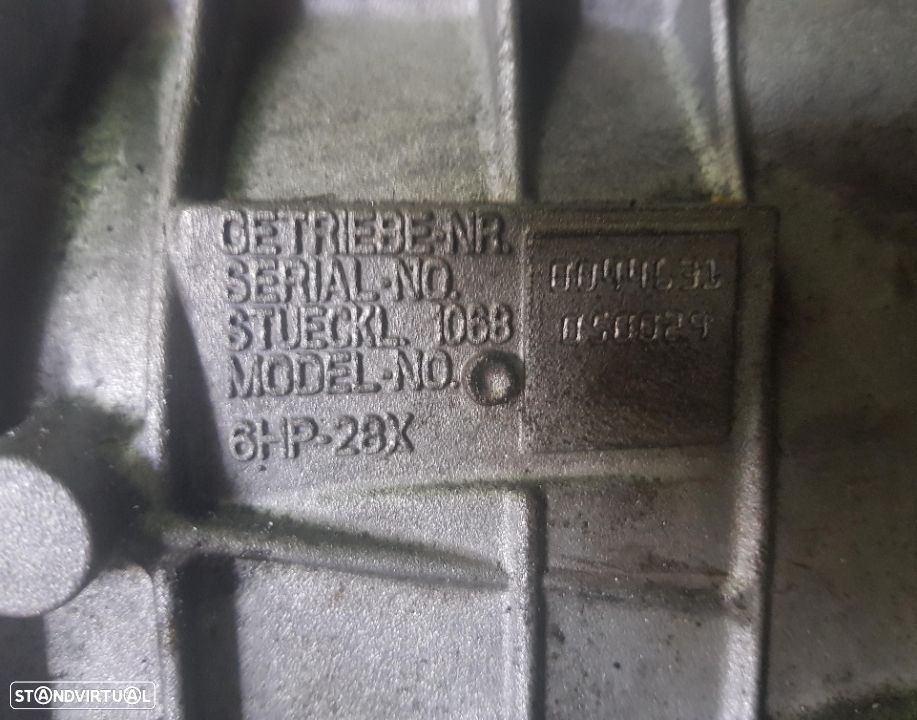 GETRIEBE-NR.
SERIAL-NO.
STUECKL. 1068
MODEL-NO.
6HP-28X
STANDVIRTUAL